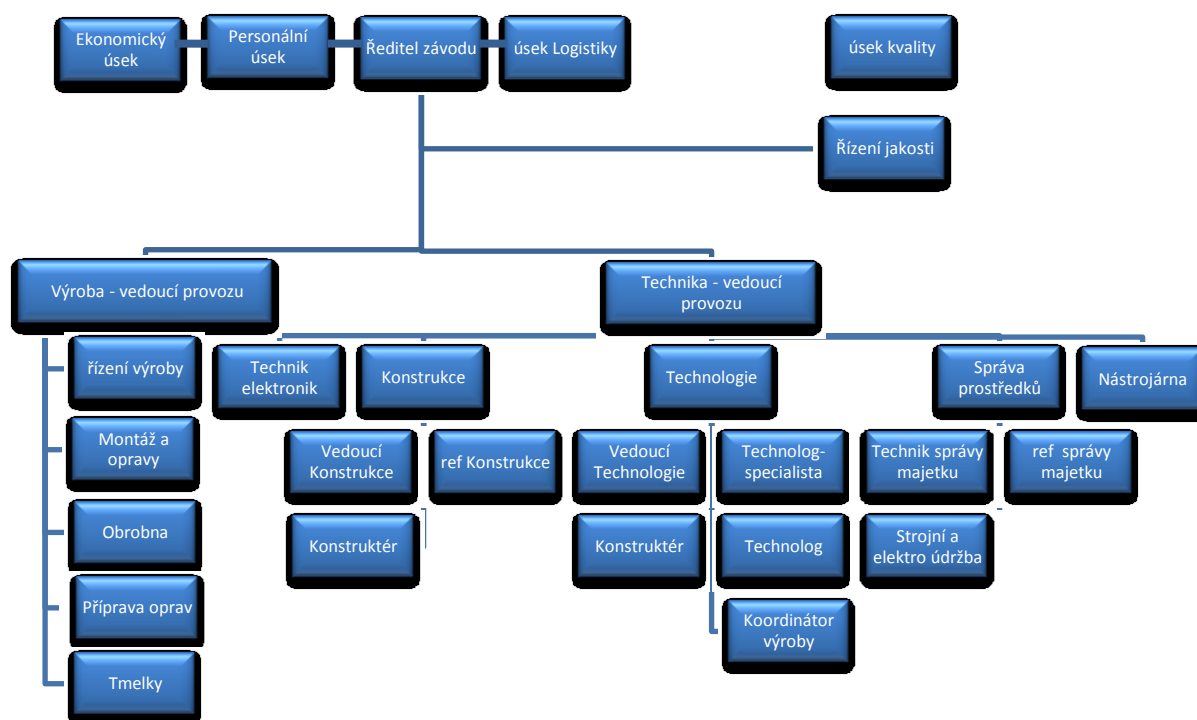 Ekonomický
úsek
Personální
úsek
Ředitel závodu
úsek Logistiky
úsek kvality
Řízení jakosti
Výroba - vedoucí provozu
Technika - vedoucí
provozu
řízení výroby
Technik
elektronik
Konstrukce
Technologie
Správa
prostředků
Nástrojárna
Montáž a
opravy
Vedoucí
Konstrukce
ref Konstrukce
Vedoucí
Technologie
Technolog-
specialista
Technik správy
majetku
ref  správy
majetku
Obrobna
Konstruktér
Konstruktér
Technolog
Strojní a
elektro údržba
Příprava oprav
Koordinátor
výroby
Tmelky